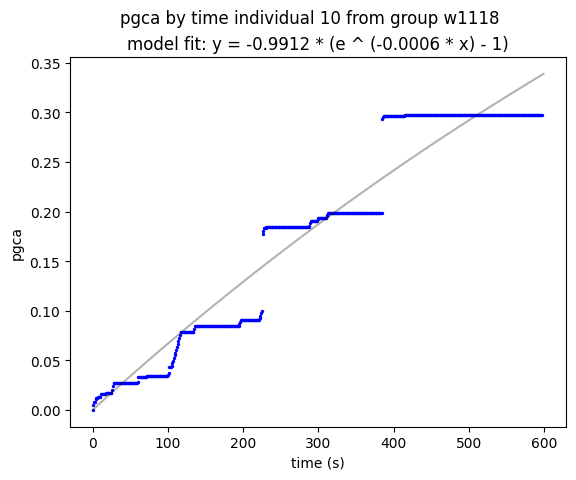 pgca by time individual 10 from group w1118
model fit: y = -0.9912 * (e ^ (-0.0006 * x) - 1)
0.35
0.30
0.25
0.20
0.15
0.10
0.05
0.00
pgca
0 100 200 300 400 500 600
time (s)